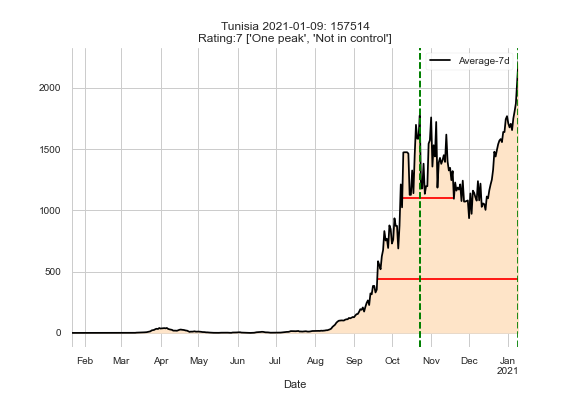 Tunisia 2021-01-09: 157514
Rating:7 ['One peak', 'Not in control']
Average-7d
2000
1500
1000
500
0
Feb Mar Apr May Jun Jul Aug Sep Oct Nov Dec Jan
2021
Date